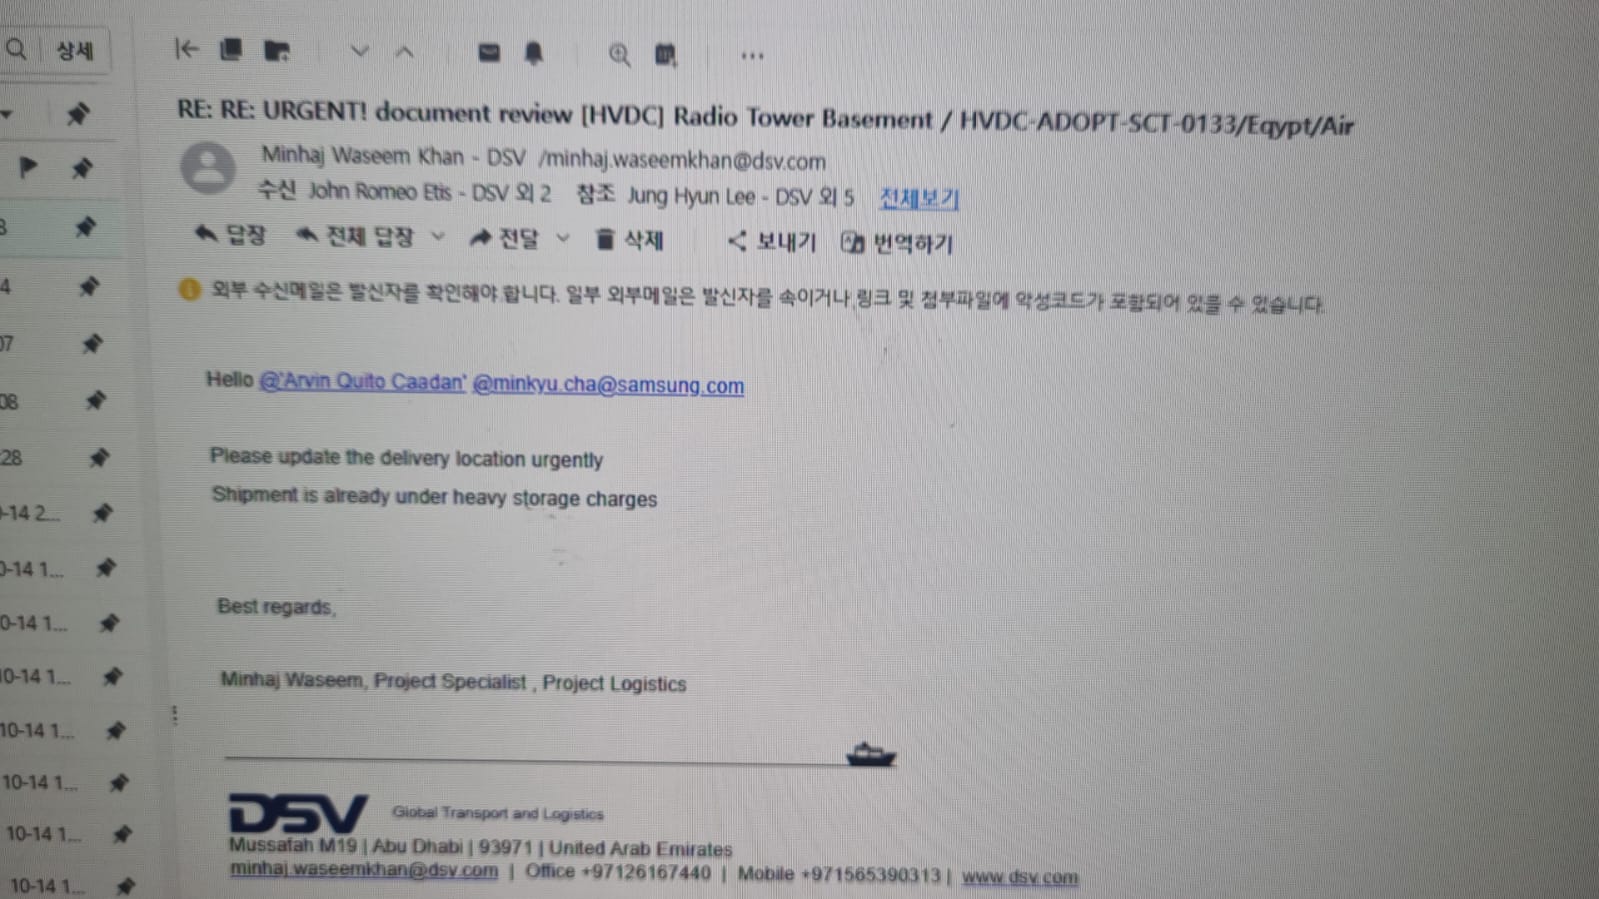 상세
RE: RE: URGENT! document review [HVDC] Radio Tower Basement / HVDC-ADOPT-SCT-0133/Eqypt/Air
Minhaj Waseem Khan - DSV /minhaj.waseemkhan@dsv.com
수신 John Romeo Etis - DSV 외 2 참조 Jung Hyun Lee - DSV 외 5 전체보기
답장 전체 답장 전달 삭제 보내기 번역하기
외부 수신메일은 발신자를 확인해야 합니다. 일부 외부메일은 발신자를 속이거나 링크 및 첨부파일에 악성코드가 포함되어 있을 수 있습니다.
Hello @'Arvin Quito Caadan' @minkyu.cha@samsung.com
Please update the delivery location urgently
Shipment is already under heavy storage charges
Best regards,
Minhaj Waseem, Project Specialist , Project Logistics
DSV Global Transport and Logistics
Mussafah M19 | Abu Dhabi | 93971 | United Arab Emirates
minhaj.waseemkhan@dsv.com | Office +97126167440 | Mobile +971565390313 | www.dsv.com
3
4
07
08
28
0-14 2...
0-14 1...
0-14 1...
10-14 1...
10-14 1...
10-14 1...
10-14 1...
10-14 1...